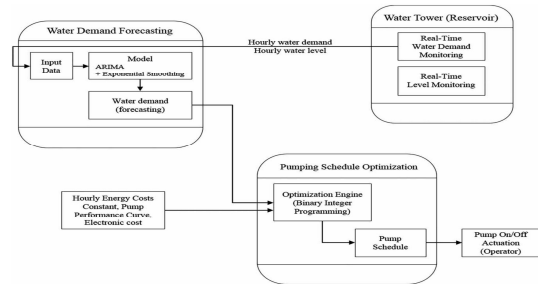 Water Demand Forecasting
Input
Data
Model
ARIMA
+ Exponential Smoothing
Water demand
(forecasting)
Hourly water demand
Hourly water level
Water Tower (Reservoir)
Real-Time
Water Demand
Monitoring
Real-Time
Level Monitoring
Pumping Schedule Optimization
Hourly Energy Costs
Constant, Pump
Performance Curve,
Electronic cost
Optimization Engine
(Binary Integer
Programming)
Pump
Schedule
Pump On/Off
Actuation
(Operator)